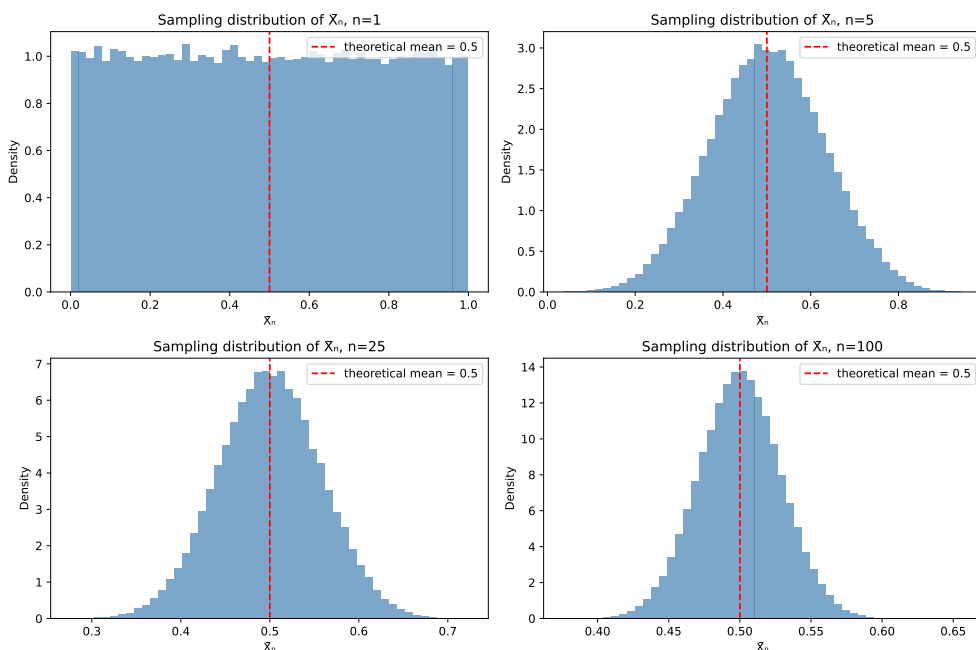 Sampling distribution of X̄ₙ, n=1
theoretical mean = 0.5
Density
1.0
0.8
0.6
0.4
0.2
0.0
0.0 0.2 0.4 0.6 0.8 1.0
X̄ₙ
Sampling distribution of X̄ₙ, n=5
theoretical mean = 0.5
Density
3.0
2.5
2.0
1.5
1.0
0.5
0.0
0.0 0.2 0.4 0.6 0.8
X̄ₙ
Sampling distribution of X̄ₙ, n=25
theoretical mean = 0.5
Density
7
6
5
4
3
2
1
0
0.3 0.4 0.5 0.6 0.7
X̄ₙ
Sampling distribution of X̄ₙ, n=100
theoretical mean = 0.5
Density
14
12
10
8
6
4
2
0
0.40 0.45 0.50 0.55 0.60 0.65
X̄ₙ